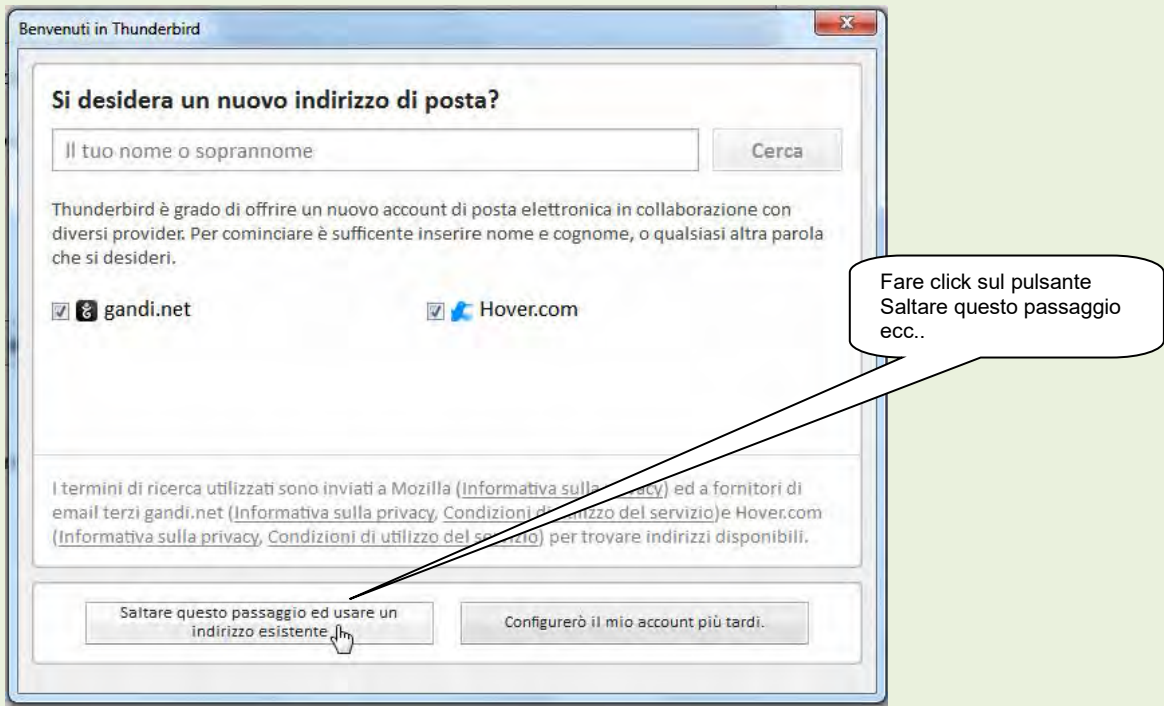 Benvenuti in Thunderbird
Si desidera un nuovo indirizzo di posta?
Il tuo nome o soprannome
Cerca
Thunderbird è grado di offrire un nuovo account di posta elettronica in collaborazione con
diversi provider. Per cominciare è sufficente inserire nome e cognome, o qualsiasi altra parola
che si desideri.
gandi.net
Hover.com
Fare click sul pulsante
Saltare questo passaggio
ecc..
I termini di ricerca utilizzati sono inviati a Mozilla (Informativa sulla privacy) ed a fornitori di
email terzi gandi.net (Informativa sulla privacy, Condizioni di utilizzo del servizio)e Hover.com
(Informativa sulla privacy, Condizioni di utilizzo del servizio) per trovare indirizzi disponibili.
Saltare questo passaggio ed usare un
indirizzo esistente
Configurerò il mio account più tardi.